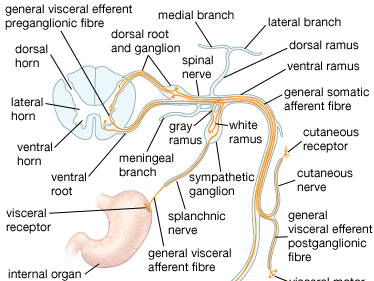 general visceral efferent
preganglionic fibre
medial branch
lateral branch
dorsal root
and ganglion
dorsal
horn
spinal
nerve
dorsal ramus
ventral ramus
general somatic
afferent fibre
lateral
horn
gray
ramus
white
ramus
cutaneous
receptor
ventral
horn
meningeal
branch
ventral
root
sympathetic
ganglion
cutaneous
nerve
visceral
receptor
splanchnic
nerve
general
visceral efferent
postganglionic
fibre
general visceral
afferent fibre
internal organ
visceral motor